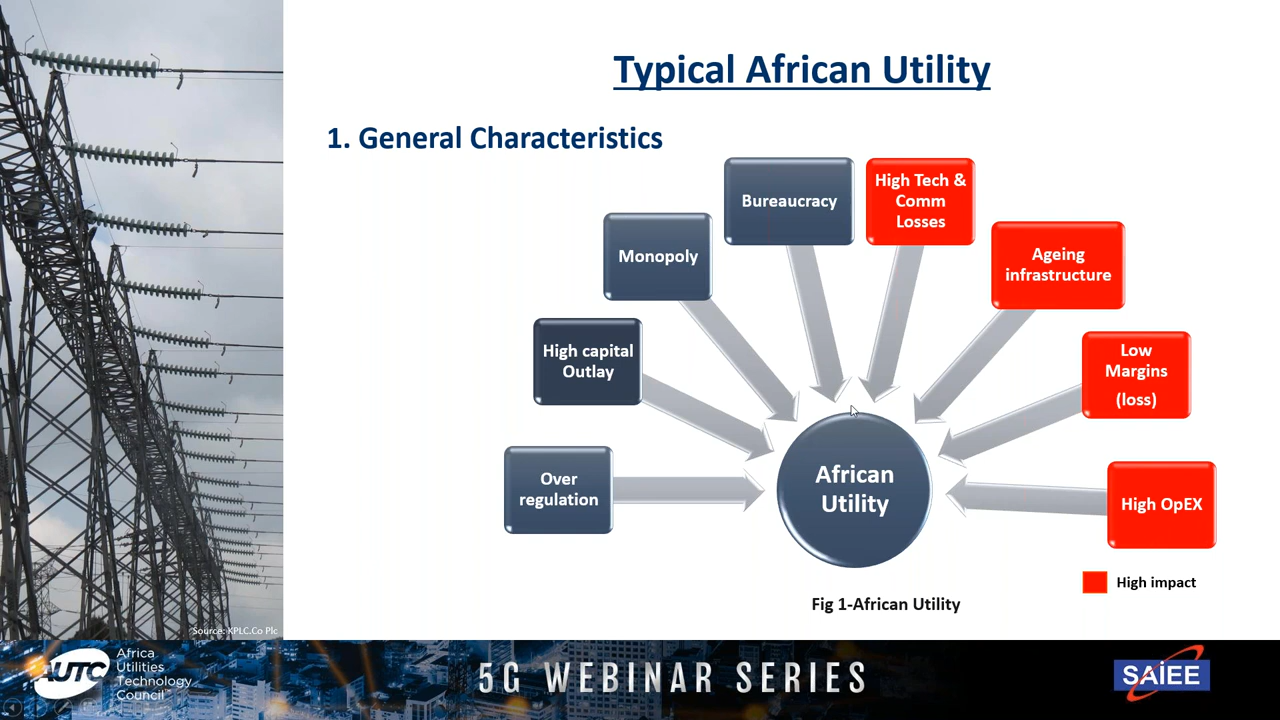 Typical African Utility
1. General Characteristics
Bureaucracy
High Tech &
Comm
Losses
Monopoly
Ageing
infrastructure
High capital
Outlay
Low
Margins
(loss)
Over
regulation
African
Utility
High OpEX
High impact
Fig 1-African Utility
Source: KPLC.Co Plc
AUTC
Africa
Utilities
Technology
Council
5G WEBINAR SERIES
SAIEE